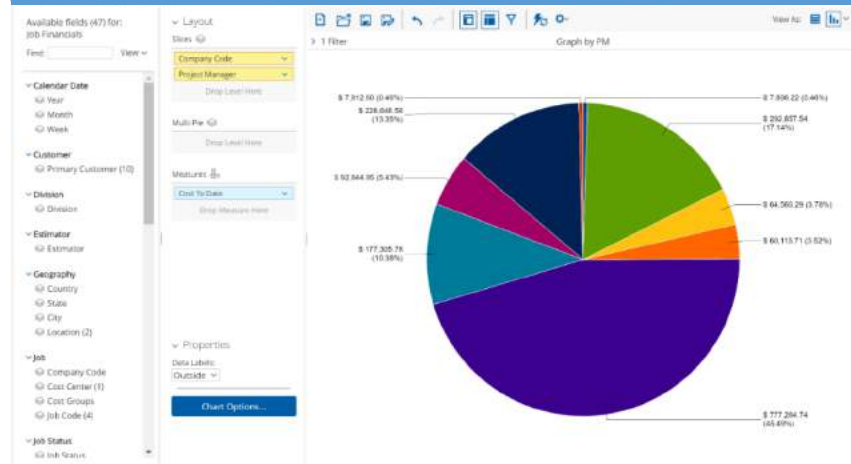 Available fields (47) for:
Job Financials
Find:
View
Calendar Date
Year
Month
Week
Customer
Primary Customer (10)
Division
Division
Estimator
Estimator
Geography
Country
State
City
Location (2)
Job
Company Code
Cost Center (1)
Cost Groups
Job Code (4)
Job Status
Job Status
Layout
Slices
Company Code
Project Manager
Drop Level Here
Multi-Pie
Drop Level Here
Measures
Cost To Date
Drop Measure Here
Properties
Data Labels:
Outside
Chart Options...
View As:
1 Filter
Graph by PM
$ 7,912.60 (0.46%)
$ 228,648.58
(13.35%)
$ 92,844.95 (5.43%)
$ 177,305.78
(10.38%)
(0.46%)
$ 292,857.54
(17.14%)
$ 64,560.29 (3.78%)
$ 60,113.71 (3.52%)
$ 777,264.74
(45.49%)